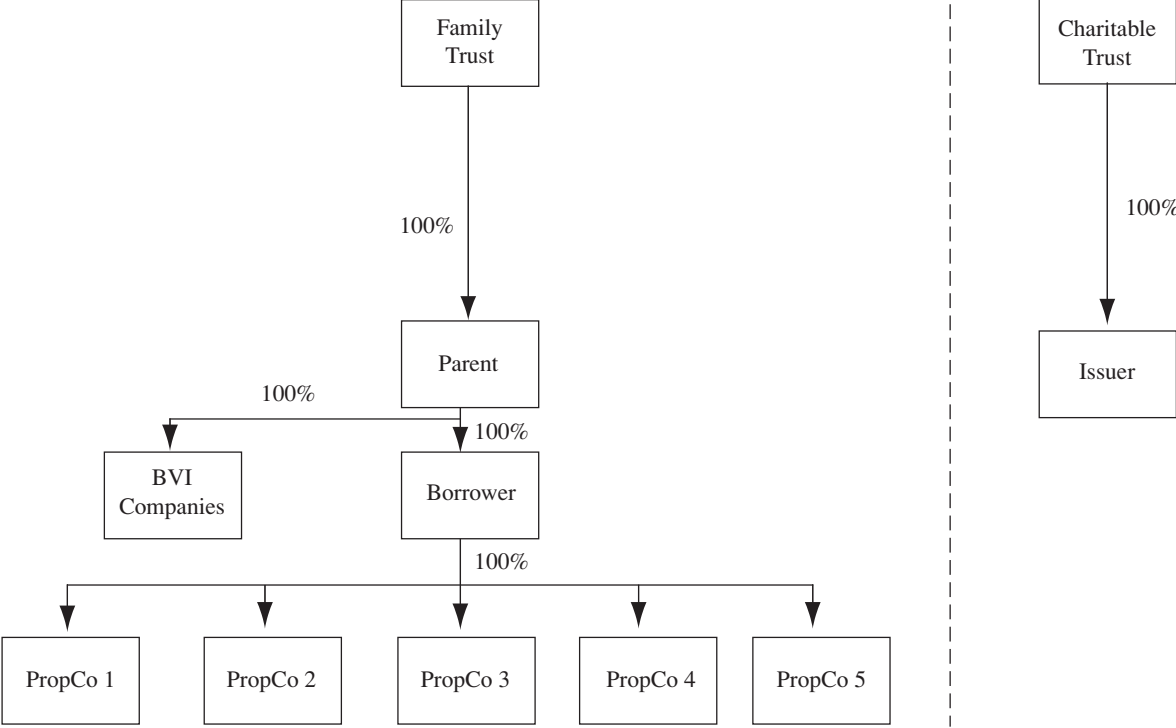 Family
Trust
Charitable
Trust
100%
100%
Parent
Issuer
100%
100%
BVI
Companies
Borrower
100%
PropCo 1
PropCo 2
PropCo 3
PropCo 4
PropCo 5